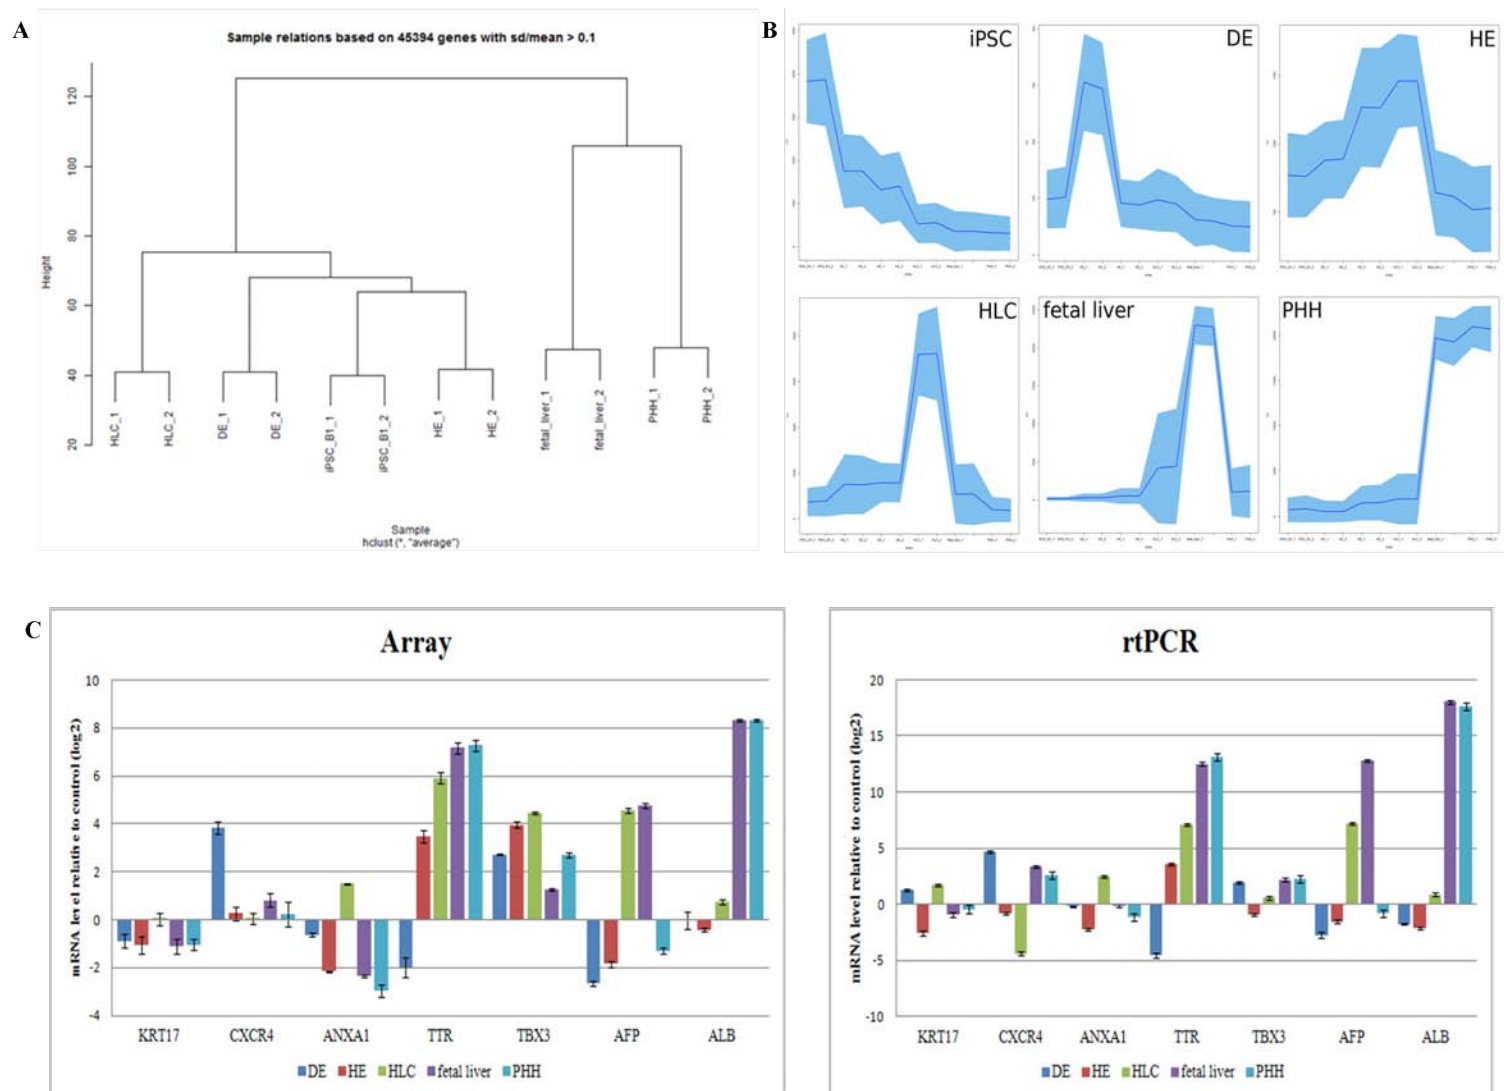 A
Sample relations based on 45394 genes with sd/mean > 0.1
Height
120
100
80
60
40
20
HLC_1
HLC_2
DE_1
DE_2
iPSC_B1_1
iPSC_B1_2
HE_1
HE_2
fetal_liver_1
fetal_liver_2
PHH_1
PHH_2
Sample
hclust (*, "average")
B
iPSC
DE
HE
HLC
fetal liver
PHH
C
Array
mRNA level relative to control (log2)
10
8
6
4
2
0
-2
-4
KRT17 CXCR4 ANXA1 TTR TBX3 AFP ALB
DE HE HLC fetal liver PHH
rtPCR
mRNA level relative to control (log2)
20
15
10
5
0
-5
-10
KRT17 CXCR4 ANXA1 TTR TBX3 AFP ALB
DE HE HLC fetal liver PHH